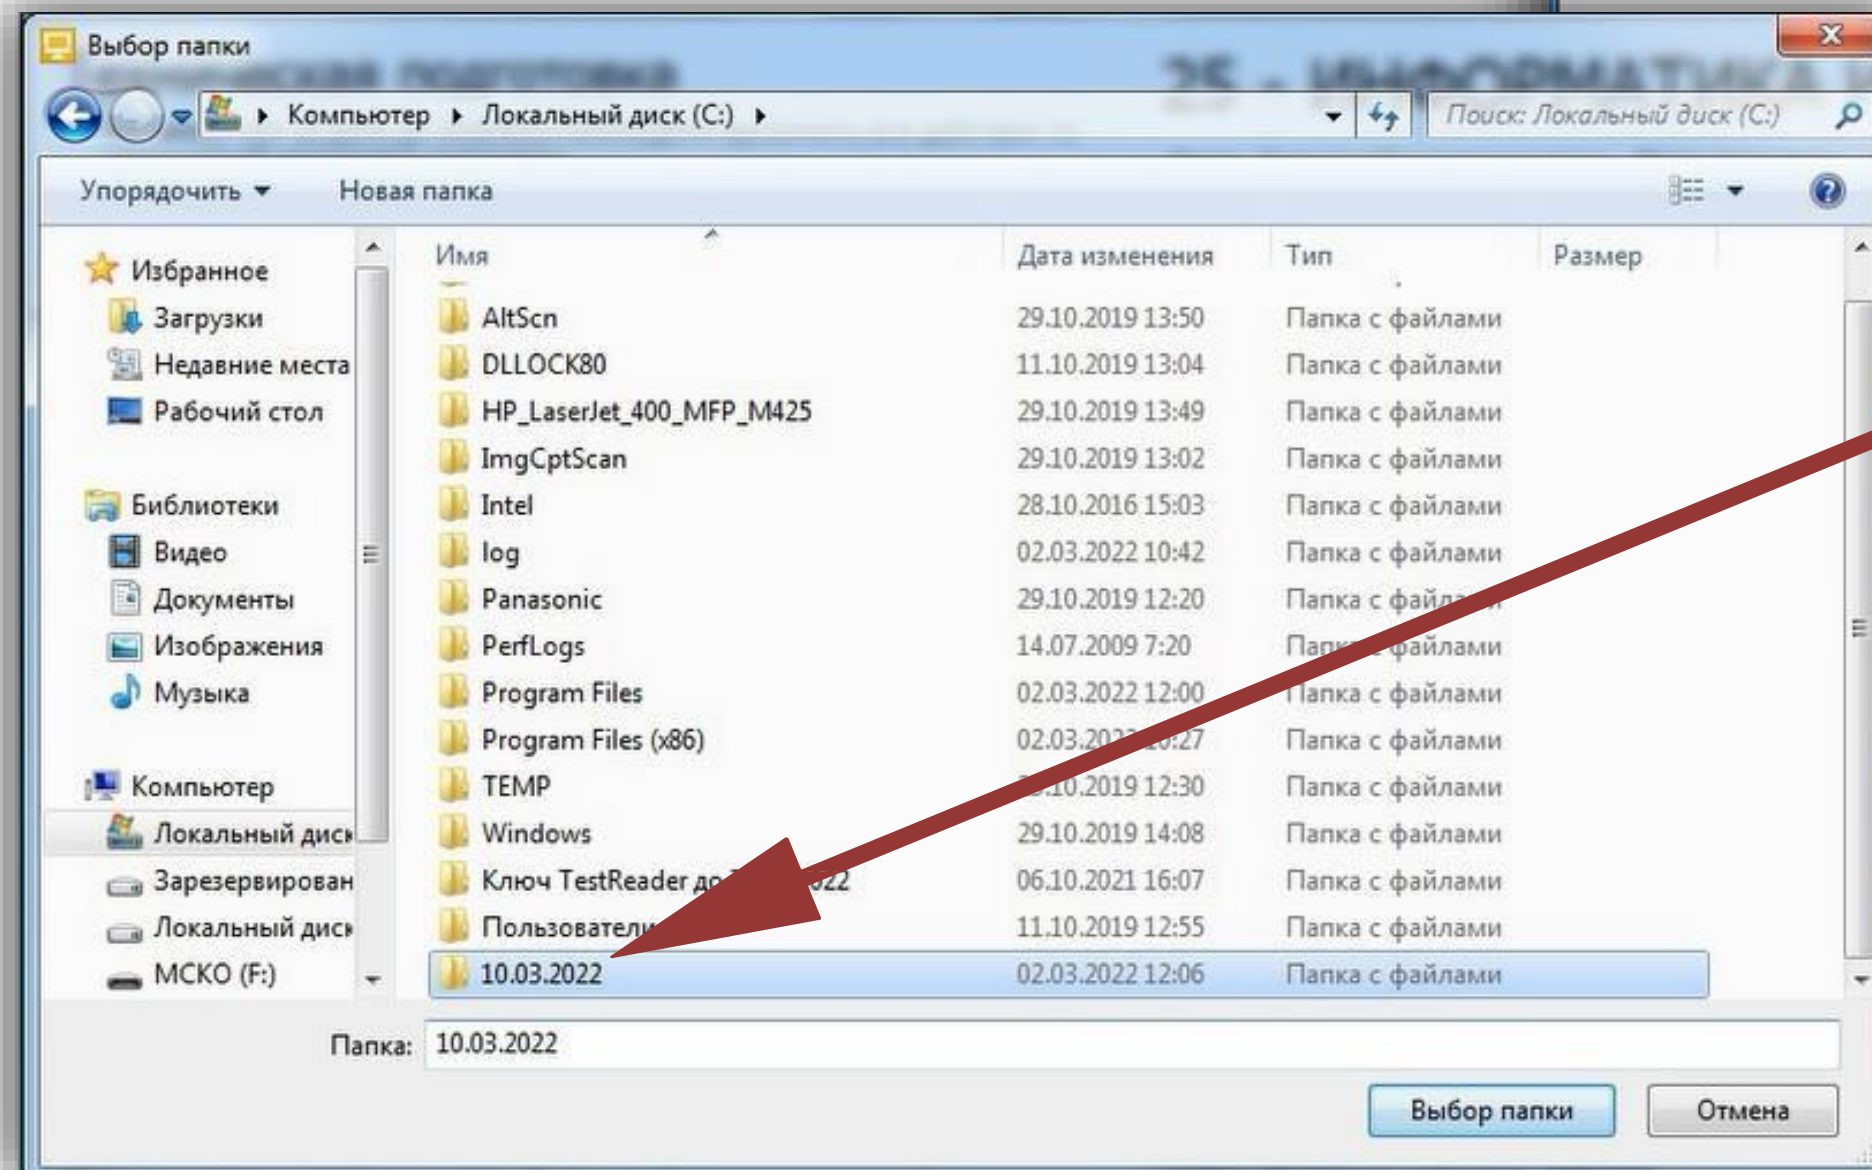 Выбор папки
25 - ИНФОРМАТИКА И
Компьютер Локальный диск (C:)
Поиск: Локальный диск (C:)
Упорядочить Новая папка
Имя Дата изменения Тип Размер
Избранное
Загрузки
Недавние места
Рабочий стол
Библиотеки
Видео
Документы
Изображения
Музыка
Компьютер
Локальный диск
Зарезервирован
Локальный диск
МСКО (F:)
AltScn 29.10.2019 13:50 Папка с файлами
DLLOCK80 11.10.2019 13:04 Папка с файлами
HP_LaserJet_400_MFP_M425 29.10.2019 13:49 Папка с файлами
ImgCptScan 29.10.2019 13:02 Папка с файлами
Intel 28.10.2016 15:03 Папка с файлами
log 02.03.2022 10:42 Папка с файлами
Panasonic 29.10.2019 12:20 Папка с файлами
PerfLogs 14.07.2009 7:20 Папка с файлами
Program Files 02.03.2022 12:00 Папка с файлами
Program Files (x86) Папка с файлами
TEMP 12:30 Папка с файлами
Windows 29.10.2019 14:08 Папка с файлами
Ключ TestReader до 06.10.2021 16:07 Папка с файлами
Пользователи 11.10.2019 12:55 Папка с файлами
10.03.2022 02.03.2022 12:06 Папка с файлами
Папка: 10.03.2022
Выбор папки Отмена